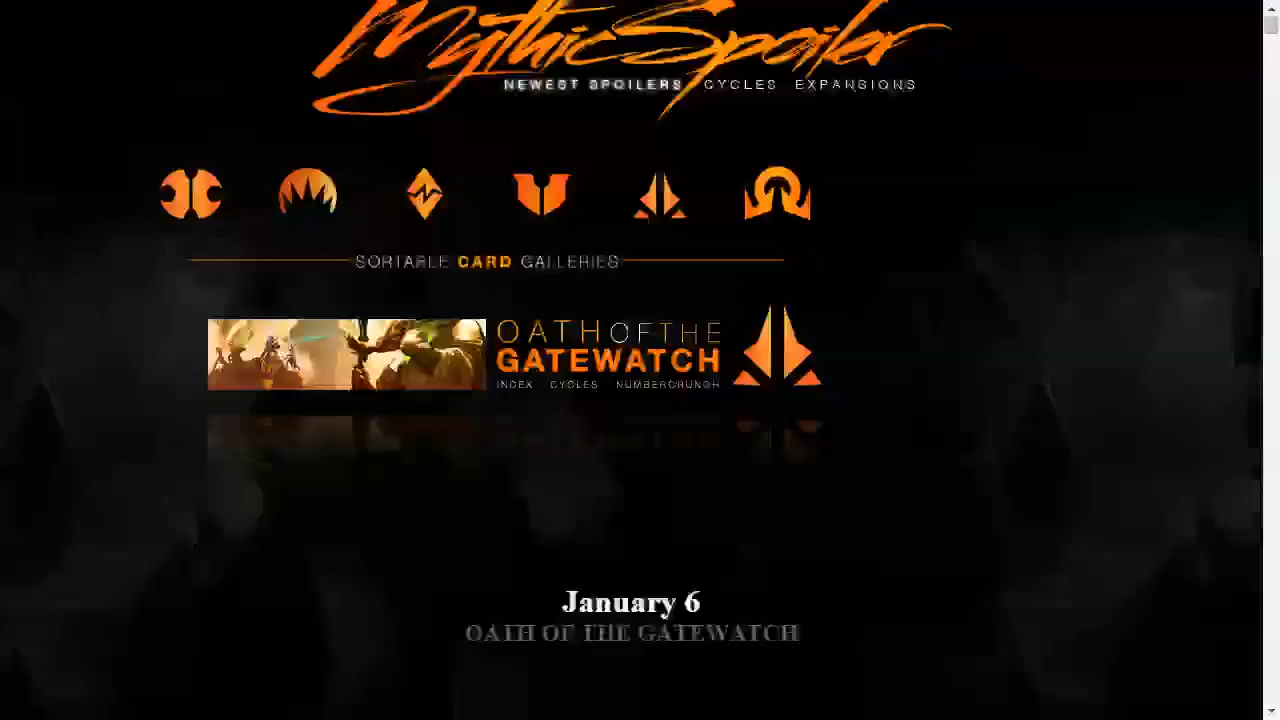 MythicSpoiler
NEWEST SPOILERS CYCLES EXPANSIONS
SORTABLE CARD GALLERIES
OATH OF THE
GATEWATCH
INDEX CYCLES NUMBERCRUNCH
January 6
OATH OF THE GATEWATCH